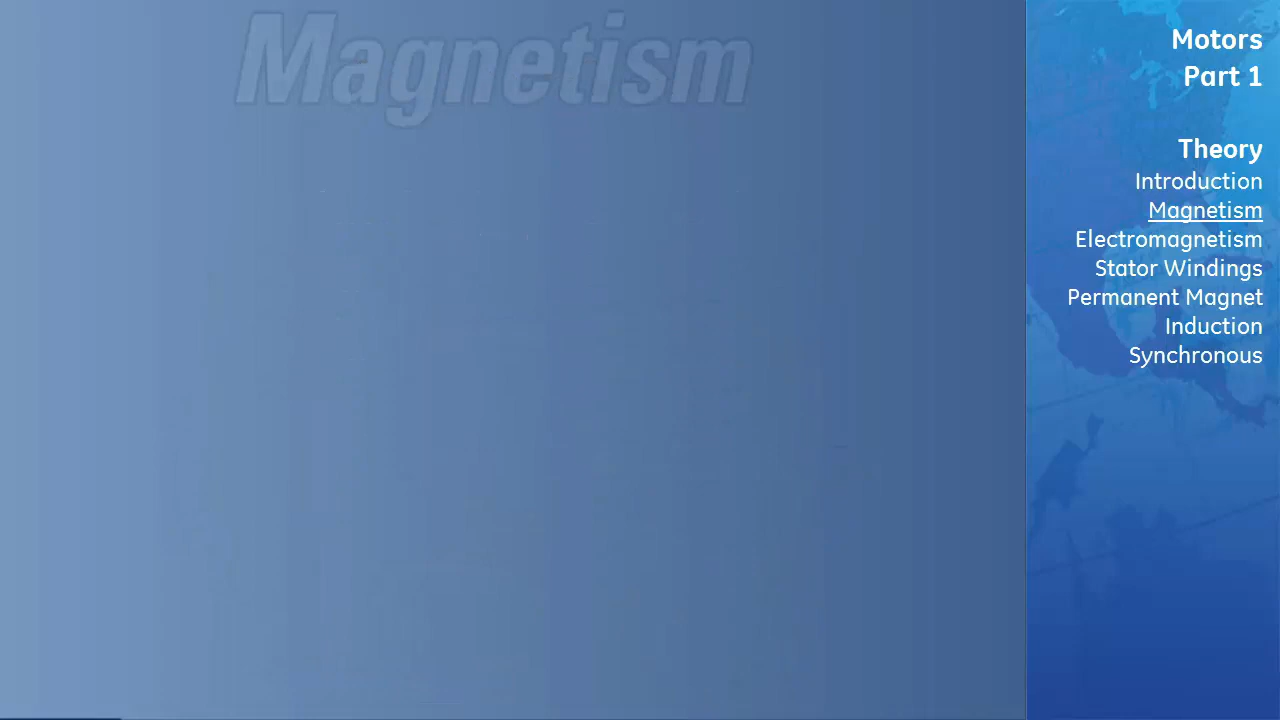 Magnetism
Motors
Part 1
Theory
Introduction
Magnetism
Electromagnetism
Stator Windings
Permanent Magnet
Induction
Synchronous